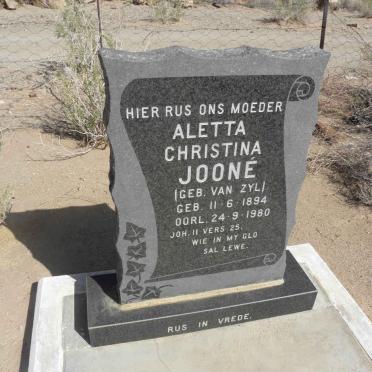 HIER RUS ONS MOEDER
ALETTA
CHRISTINA
JOONÉ
(GEB. VAN ZYL)
GEB. 11-6-1894
OORL. 24-9-1980
JOH. 11 VERS 25.
WIE IN MY GLO
SAL LEWE.
RUS IN VREDE.